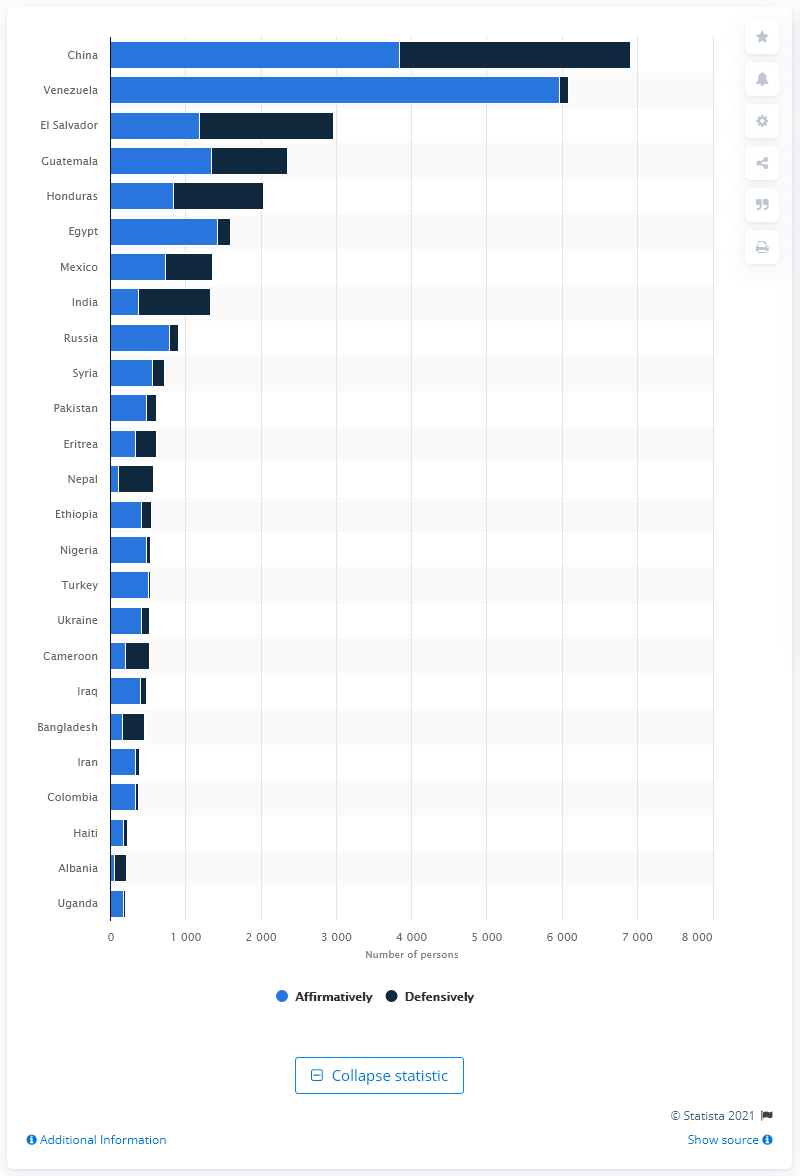 China
Venezuela
El Salvador
Guatemala
Honduras
Egypt
Mexico
India
Russia
Syria
Pakistan
Eritrea
Nepal
Ethiopia
Nigeria
Turkey
Ukraine
Cameroon
Iraq
Bangladesh
Iran
Colombia
Haiti
Albania
Uganda
0 1 000 2 000 3 000 4 000 5 000 6 000 7 000 8 000
Number of persons
Affirmatively Defensively
Collapse statistic
© Statista 2021
Additional Information Show source